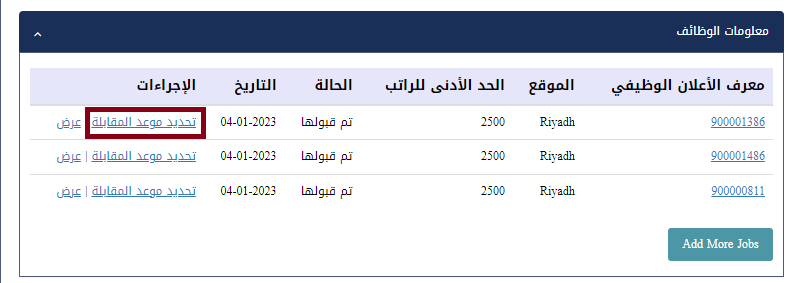 معلومات الوظائف
معرف الأعلان الوظيفي الموقع الحد الأدنى للراتب الحالة التاريخ الإجراءات
900001386 Riyadh 2500 تم قبولها 04-01-2023 تحديد موعد المقابلة | عرض
900001486 Riyadh 2500 تم قبولها 04-01-2023 تحديد موعد المقابلة | عرض
900000811 Riyadh 2500 تم قبولها 04-01-2023 تحديد موعد المقابلة | عرض
Add More Jobs